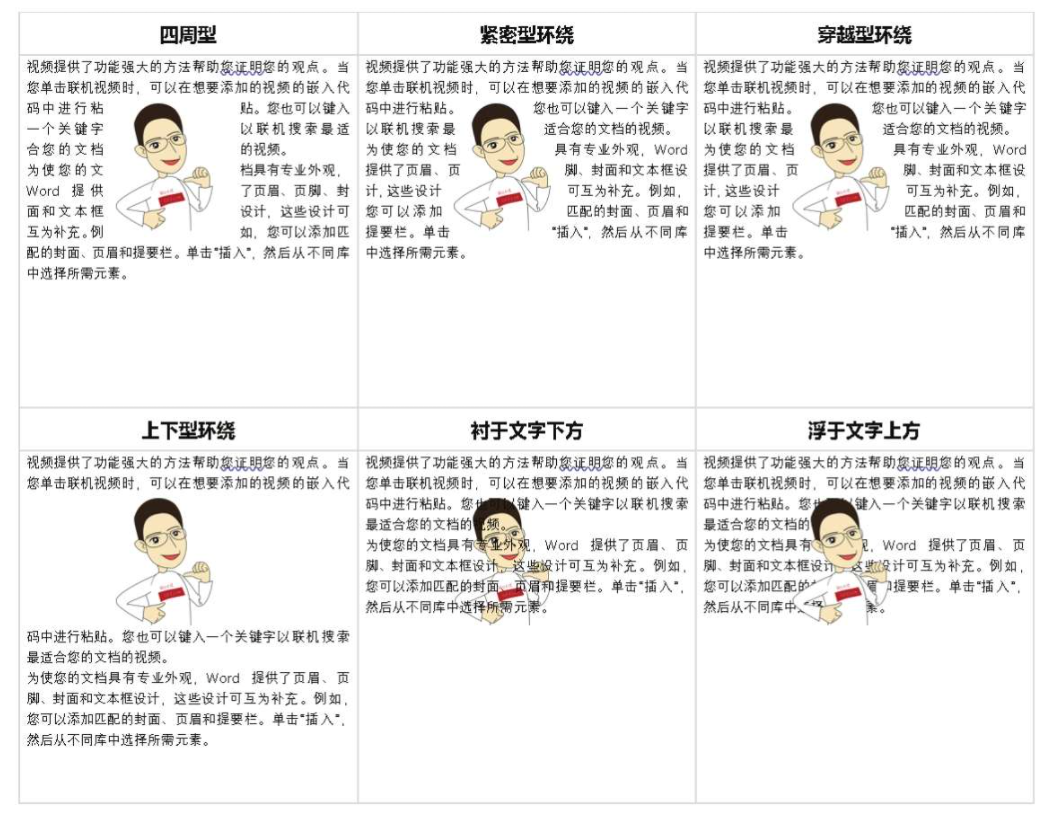 四周型
视频提供了功能强大的方法帮助您证明您的观点。当
您单击联机视频时，可以在想要添加的视频的嵌入代
码中进行粘 贴。您也可以键入
一个关键字 以联机搜索最适
合您的文档 的视频。
为使您的文 档具有专业外观，
Word 提供 了页眉、页脚、封
面和文本框 设计，这些设计可
互为补充。例 如，您可以添加匹
配的封面、页眉和提要栏。单击"插入"，然后从不同库
中选择所需元素。
紧密型环绕
视频提供了功能强大的方法帮助您证明您的观点。当
您单击联机视频时，可以在想要添加的视频的嵌入代
码中进行粘贴。 您也可以键入一个关键字
以联机搜索最 适合您的文档的视频。
为使您的文档 具有专业外观，Word
提供了页眉、页 脚、封面和文本框设
计，这些设计 可互为补充。例如，
您可以添加 匹配的封面、页眉和
提要栏。单击 "插入"，然后从不同库
中选择所需元素。
穿越型环绕
视频提供了功能强大的方法帮助您证明您的观点。当
您单击联机视频时，可以在想要添加的视频的嵌入代
码中进行粘贴。 您也可以键入一个关键字
以联机搜索最 适合您的文档的视频。
为使您的文档 具有专业外观，Word
提供了页眉、页 脚、封面和文本框设
计，这些设计 可互为补充。例如，
您可以添加 匹配的封面、页眉和
提要栏。单击 "插入"，然后从不同库
中选择所需元素。
上下型环绕
视频提供了功能强大的方法帮助您证明您的观点。当
您单击联机视频时，可以在想要添加的视频的嵌入代
码中进行粘贴。您也可以键入一个关键字以联机搜索
最适合您的文档的视频。
为使您的文档具有专业外观，Word 提供了页眉、页
脚、封面和文本框设计，这些设计可互为补充。例如，
您可以添加匹配的封面、页眉和提要栏。单击"插入"，
然后从不同库中选择所需元素。
衬于文字下方
视频提供了功能强大的方法帮助您证明您的观点。当
您单击联机视频时，可以在想要添加的视频的嵌入代
码中进行粘贴。您也可以键入一个关键字以联机搜索
最适合您的文档的视频。
为使您的文档具有专业外观，Word 提供了页眉、页
脚、封面和文本框设计，这些设计可互为补充。例如，
您可以添加匹配的封面、页眉和提要栏。单击"插入"，
然后从不同库中选择所需元素。
浮于文字上方
视频提供了功能强大的方法帮助您证明您的观点。当
您单击联机视频时，可以在想要添加的视频的嵌入代
码中进行粘贴。您 键入一个关键字以联机搜索
最适合您的文档的
为使您的文档具有 Word 提供了页眉、页
脚、封面和文本框设计 这些设计可互为补充。例如，
您可以添加匹配的 和提要栏。单击"插入"，
然后从不同库中 择